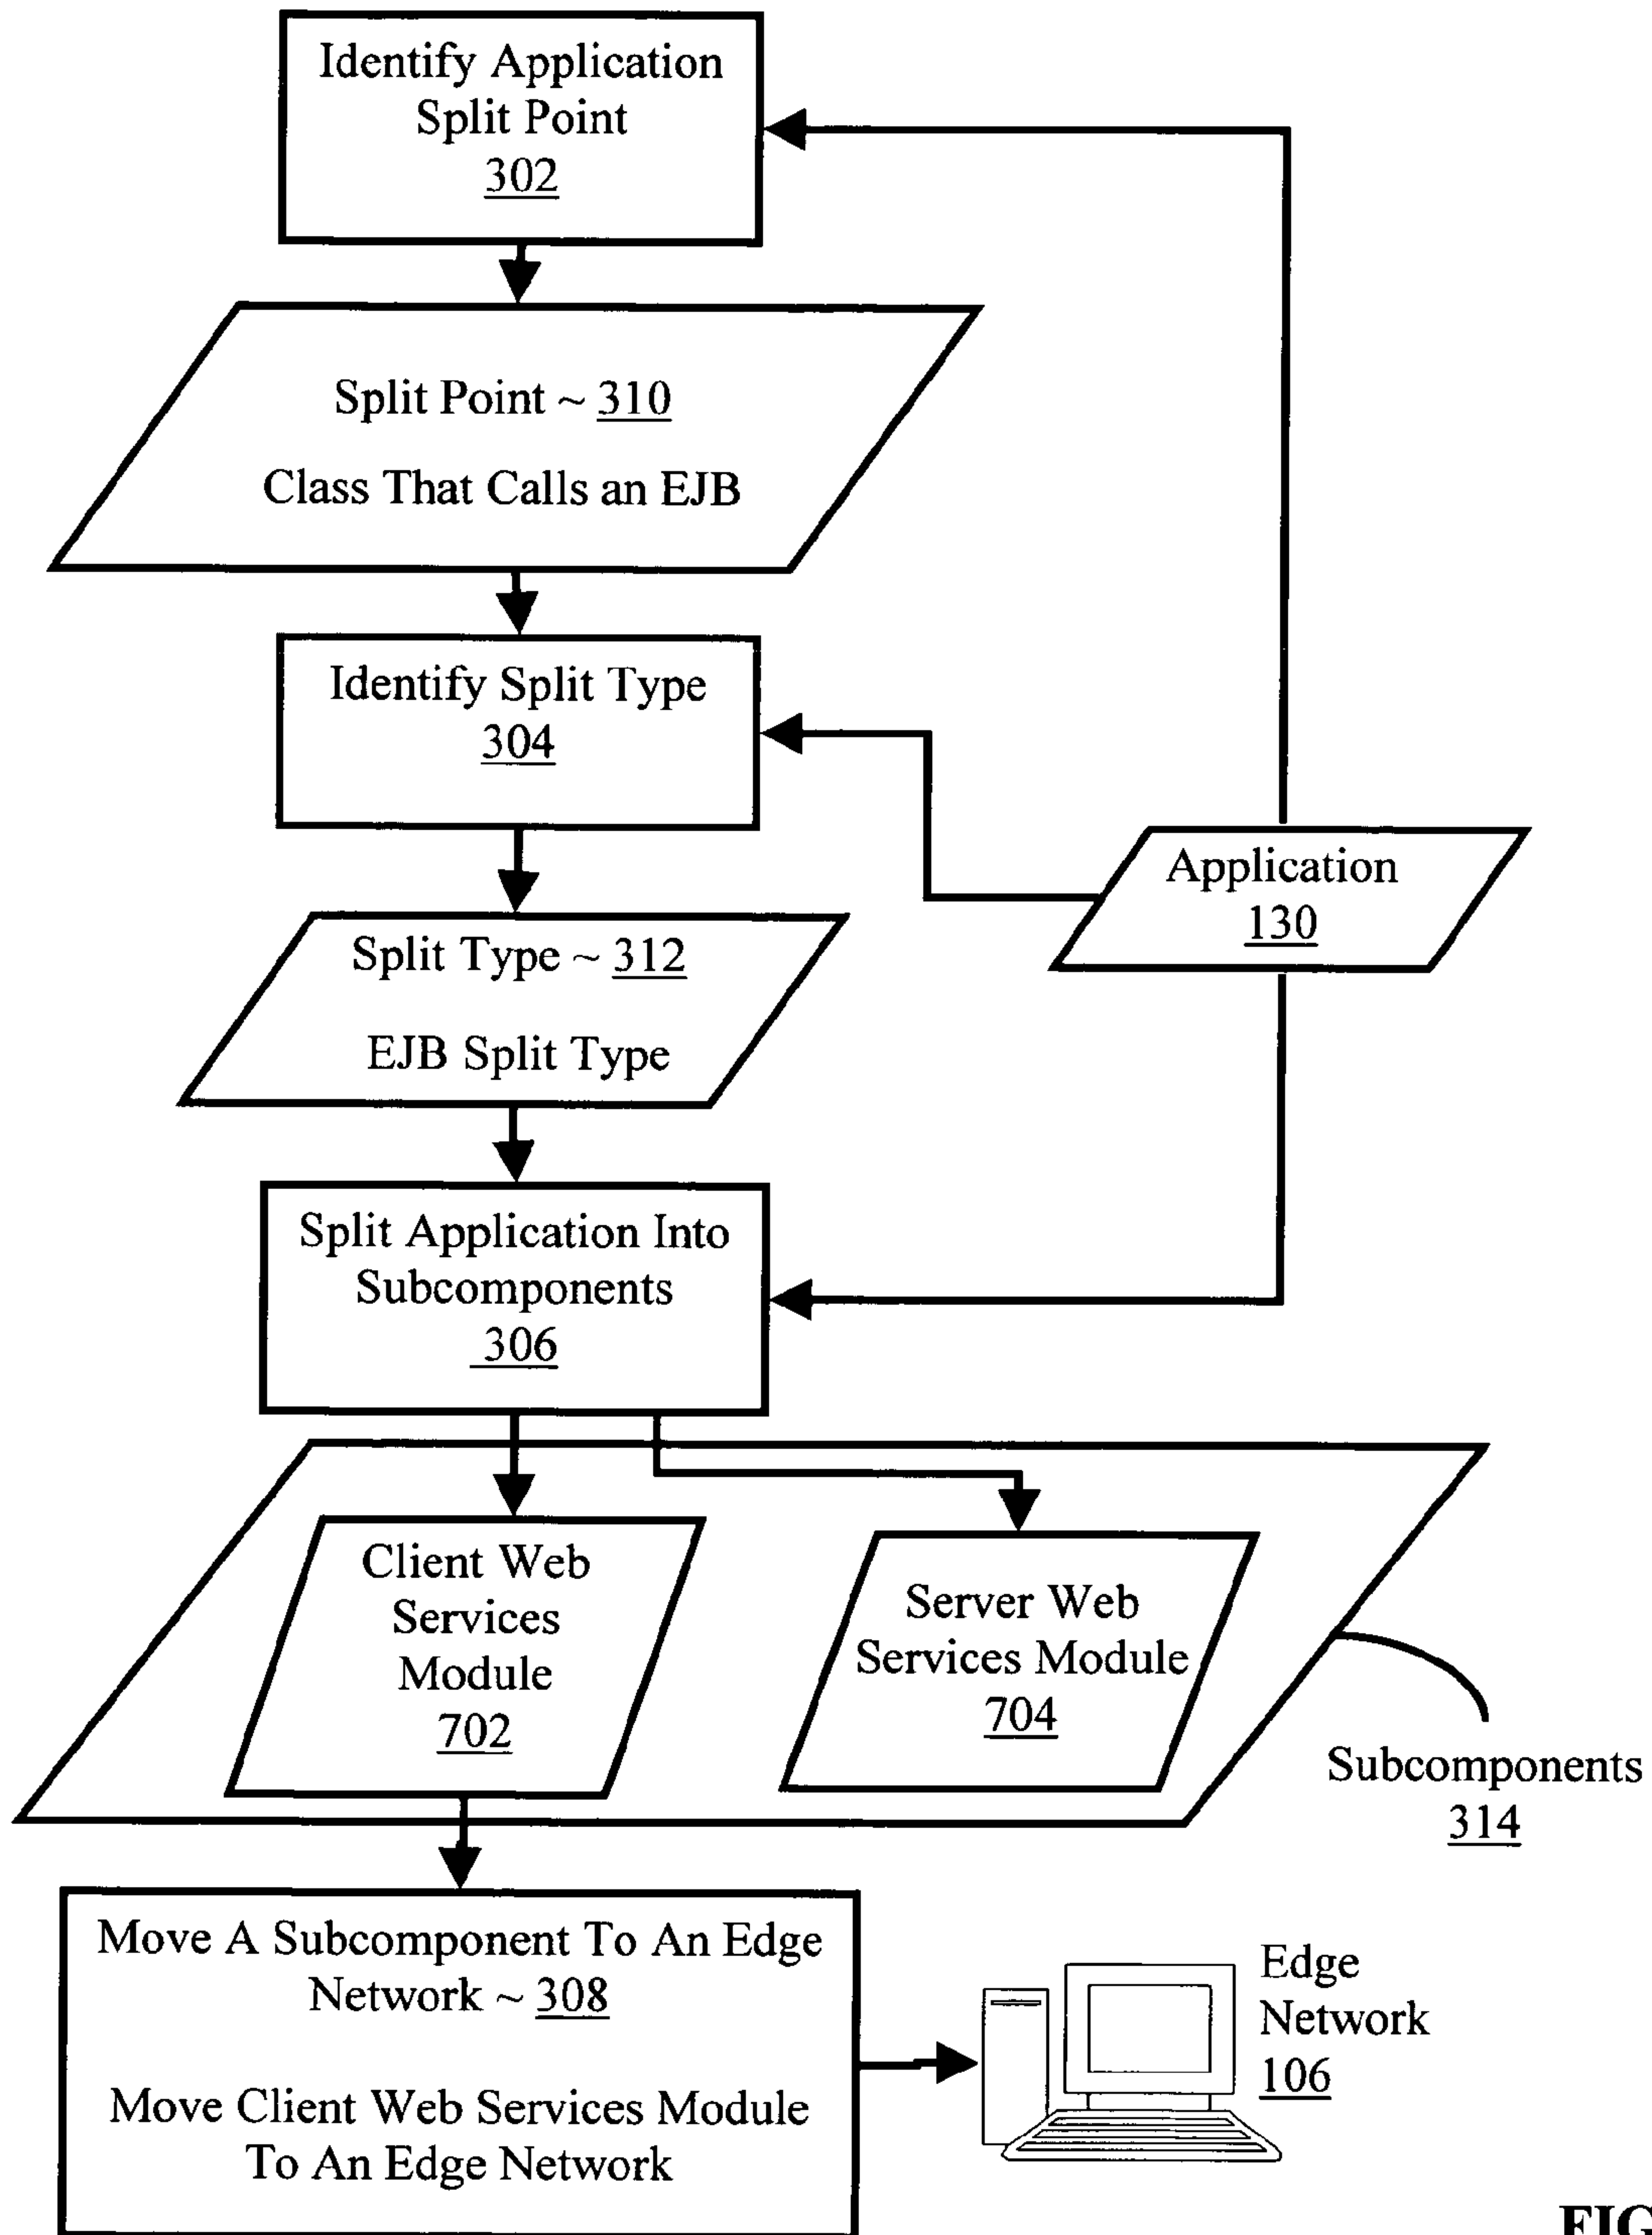 Identify Application
Split Point
302
Split Point ~ 310
Class That Calls an EJB
Identify Split Type
304
Application
130
Split Type ~ 312
EJB Split Type
Split Application Into
Subcomponents
306
Client Web
Services
Module
702
Server Web
Services Module
704
Subcomponents
314
Move A Subcomponent To An Edge
Network ~ 308
Move Client Web Services Module
To An Edge Network
Edge
Network
106
FIG